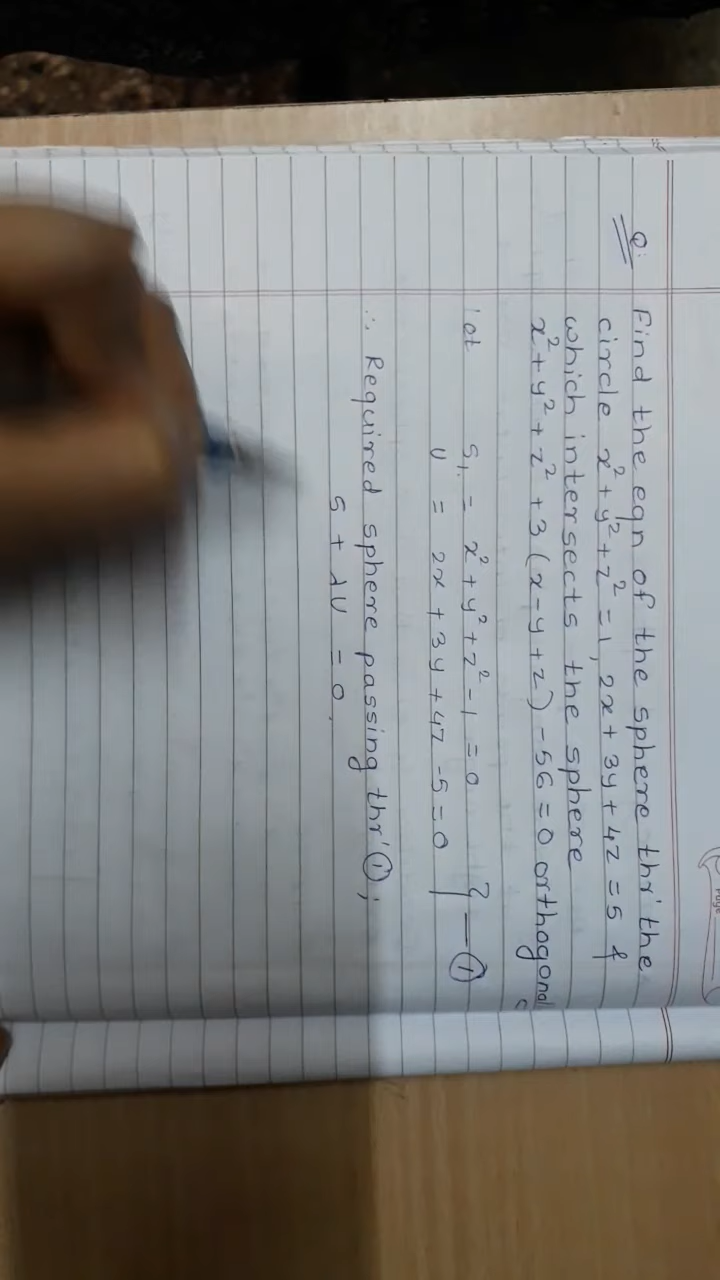 Q: Find the eqn of the sphere thr' the
circle x² + y² + z² = 1, 2x + 3y + 4z = 5 &
which intersects the sphere
x² + y² + z² + 3(x - y + z) - 56 = 0 orthogonal
let S₁ = x² + y² + z² - 1 = 0
U = 2x + 3y + 4z - 5 = 0 } — ①
∴ Required sphere passing thr' ① ;
S + λU = 0.